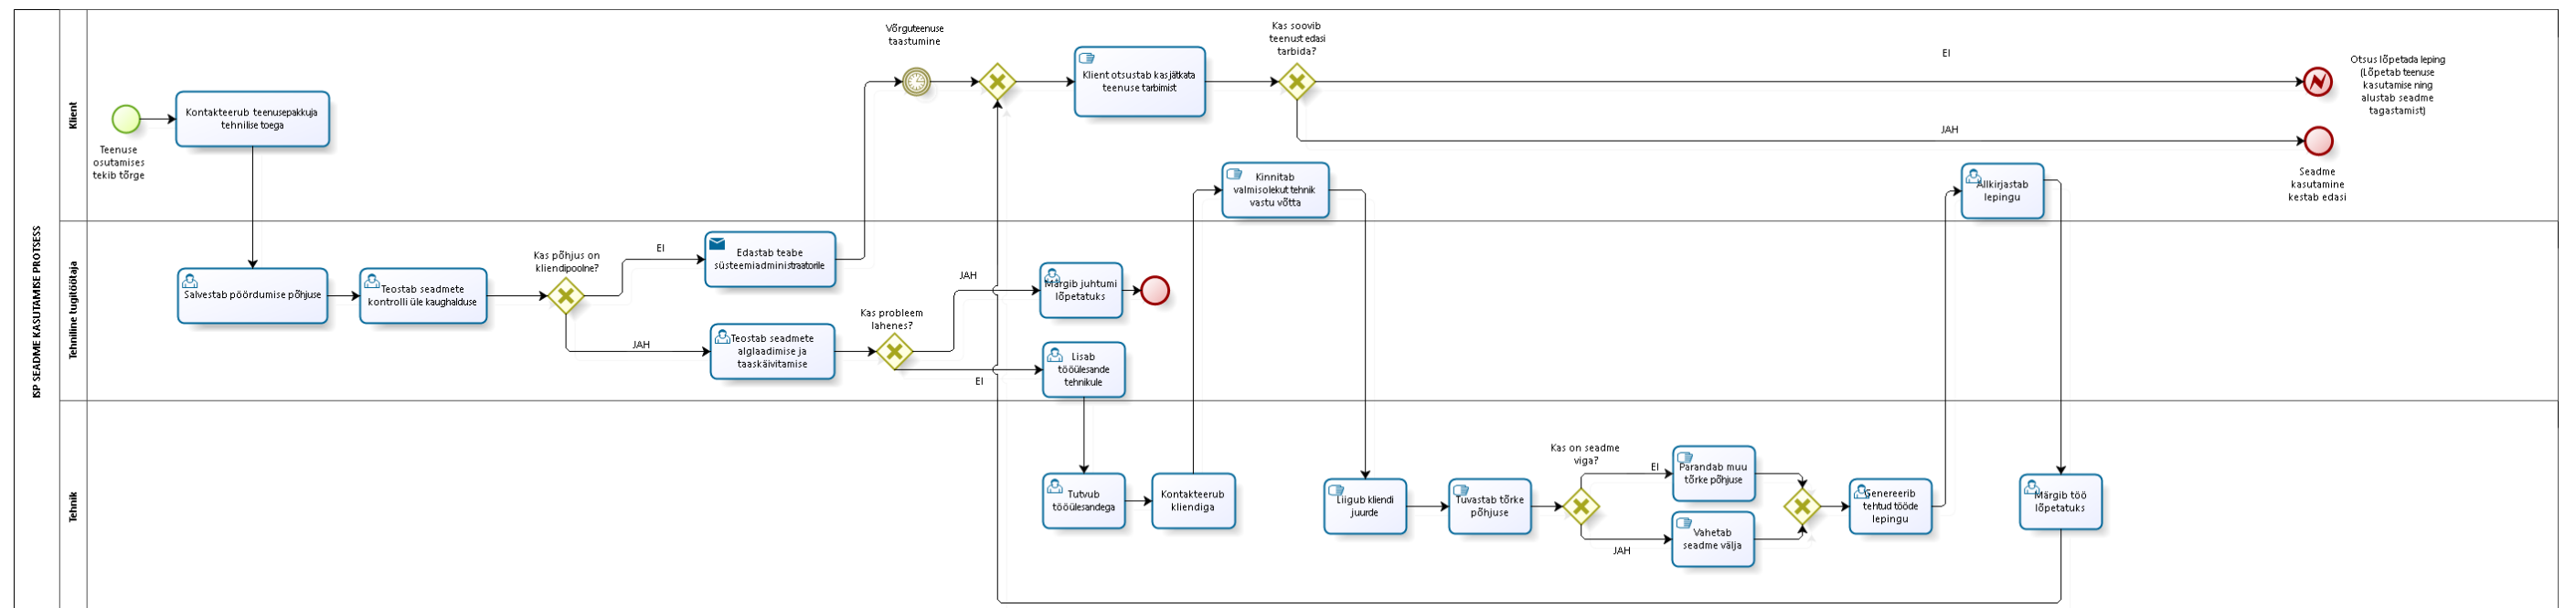 ISP SEADME KASUTAMISE PROTSESS
Klient
Teenuse
osutamises
tekib tõrge
Kontakteerub teenusepakkuja
tehnilise toega
Võrguteenuse
taastumine
Klient otsustab kas jätkata
teenuse tarbimist
Kas soovib
teenust edasi
tarbida?
EI
JAH
Otsus lõpetada leping
(Lõpetab teenuse
kasutamise ning
alustab seadme
tagastamist)
Seadme
kasutamine
kestab edasi
Kinnitab
valmisolekut tehnik
vastu võtta
Allkirjastab
lepingu
Tehniline tugitöötaja
Salvestab pöördumise põhjuse
Teostab seadmete
kontrolli üle kaughalduse
Kas põhjus on
kliendipoolne?
EI
JAH
Edastab teabe
süsteemiadministraatorile
Teostab seadmete
alglaadimise ja
taaskäivitamise
Kas probleem
lahenes?
JAH
EI
Märgib juhtumi
lõpetatuks
Lisab
tööülesande
tehnikule
Tehnik
Tutvub
tööülesandega
Kontakteerub
kliendiga
Liigub kliendi
juurde
Tuvastab tõrke
põhjuse
Kas on seadme
viga?
EI
JAH
Parandab muu
tõrke põhjuse
Vahetab
seadme välja
Genereerib
tehtud tööde
lepingu
Märgib töö
lõpetatuks